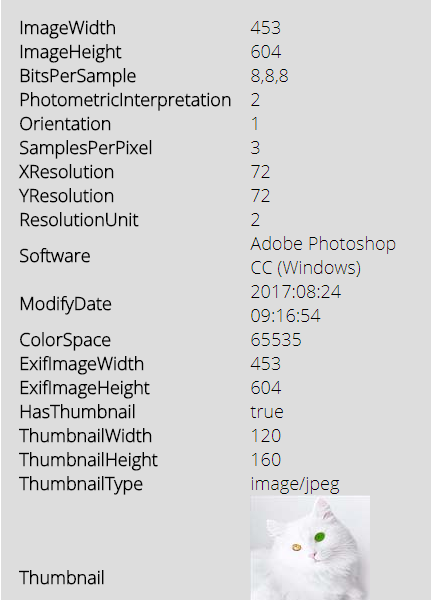 ImageWidth 453
ImageHeight 604
BitsPerSample 8,8,8
PhotometricInterpretation 2
Orientation 1
SamplesPerPixel 3
XResolution 72
YResolution 72
ResolutionUnit 2
Software Adobe Photoshop
CC (Windows)
ModifyDate 2017:08:24
09:16:54
ColorSpace 65535
ExifImageWidth 453
ExifImageHeight 604
HasThumbnail true
ThumbnailWidth 120
ThumbnailHeight 160
ThumbnailType image/jpeg
Thumbnail